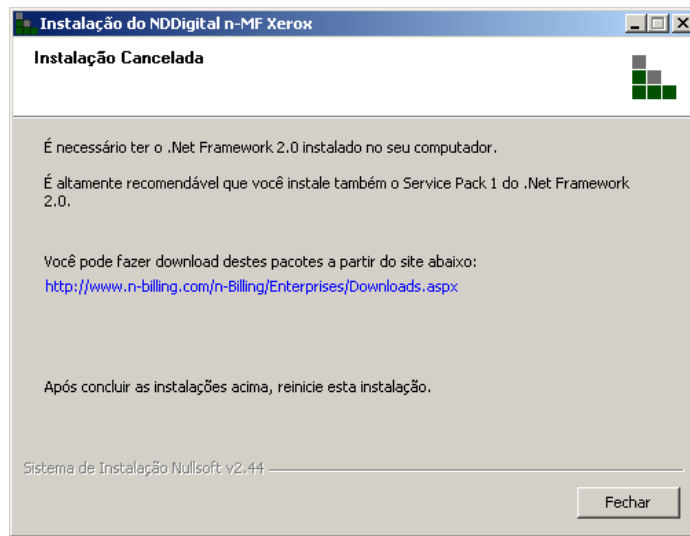 Instalação do NDDigital n-MF Xerox
Instalação Cancelada
É necessário ter o .Net Framework 2.0 instalado no seu computador.
É altamente recomendável que você instale também o Service Pack 1 do .Net Framework
2.0.
Você pode fazer download destes pacotes a partir do site abaixo:
http://www.n-billing.com/n-Billing/Enterprises/Downloads.aspx
Após concluir as instalações acima, reinicie esta instalação.
Sistema de Instalação Nullsoft v2.44
Fechar